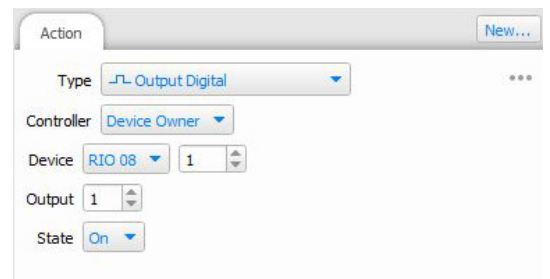 Action
New...
Type Output Digital
Controller Device Owner
Device RIO 08 1
Output 1
State On